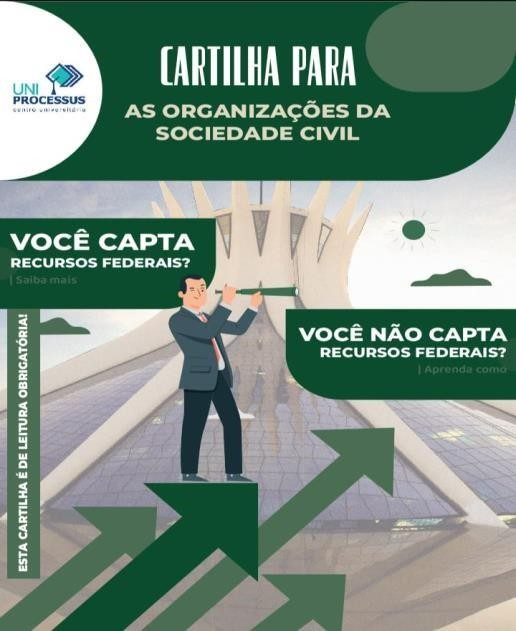 UNI
PROCESSUS
centro universitário
CARTILHA PARA
AS ORGANIZAÇÕES DA
SOCIEDADE CIVIL
VOCÊ CAPTA
RECURSOS FEDERAIS?
| Saiba mais
VOCÊ NÃO CAPTA
RECURSOS FEDERAIS?
| Aprenda como
ESTA CARTILHA É DE LEITURA OBRIGATÓRIA!